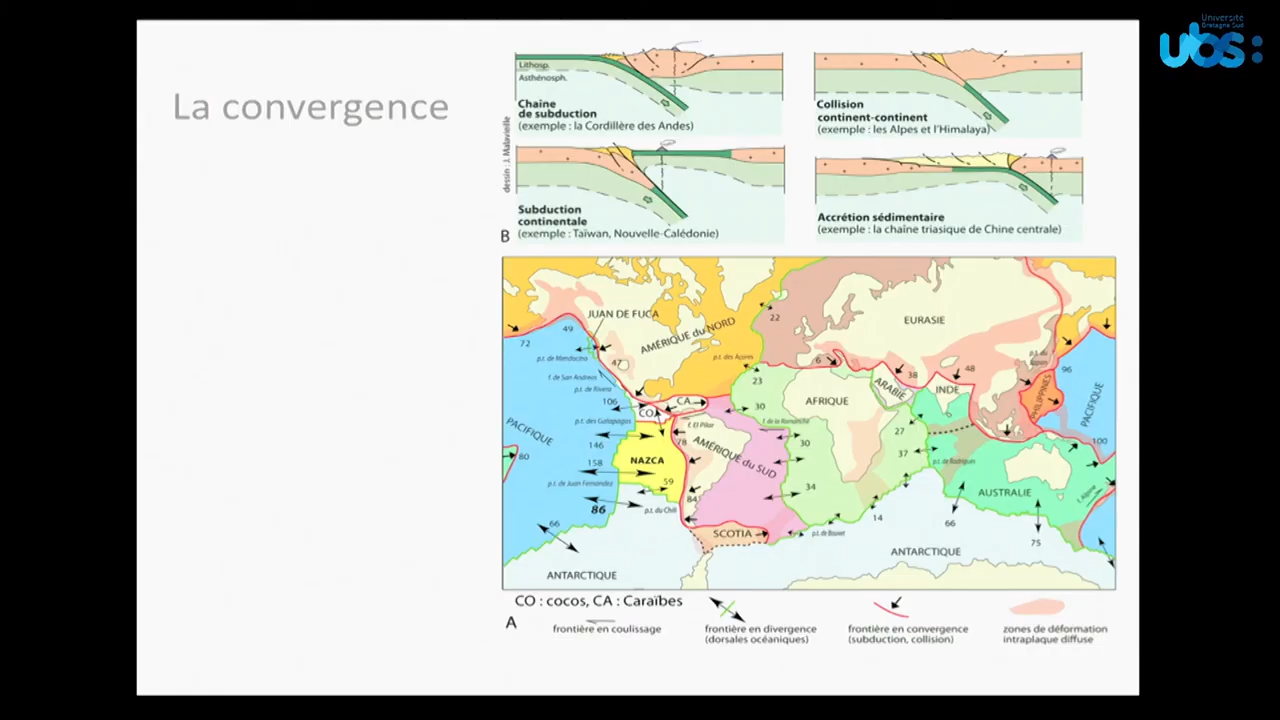 Université
Bretagne Sud
ubs:
La convergence
Lithosp.
Asthénosph.
Chaîne
de subduction
(exemple : la Cordillère des Andes)
Collision
continent-continent
(exemple : les Alpes et l'Himalaya)
dessin : J. Malavieille
Subduction
continentale
(exemple : Taïwan, Nouvelle-Calédonie)
Accrétion sédimentaire
(exemple : la chaîne triasique de Chine centrale)
B
JUAN DE FUCA
49
72
p.t. de Mendocino
47
f. de San Andreas
p.t. de Rivera
106
AMÉRIQUE du NORD
p.t. des Açores
22
EURASIE
6
38
48
p.t. du Japon
96
PHILIPPINES
PACIFIQUE
100
23
30
AFRIQUE
ARABIE
INDE
CO
CA
p.t. des Galapagos
f. El Pilar
f. de la Romanche
PACIFIQUE
146
158
80
NAZCA
78
AMÉRIQUE du SUD
30
27
37
p.t. de Rodrigues
p.t. de Juan Fernandez
59
84
34
AUSTRALIE
f. Alpine
86
p.t. du Chili
66
14
66
75
SCOTIA
p.t. de Bouvet
ANTARCTIQUE
ANTARCTIQUE
CO : cocos, CA : Caraïbes
A
frontière en coulissage
frontière en divergence
(dorsales océaniques)
frontière en convergence
(subduction, collision)
zones de déformation
intraplaque diffuse